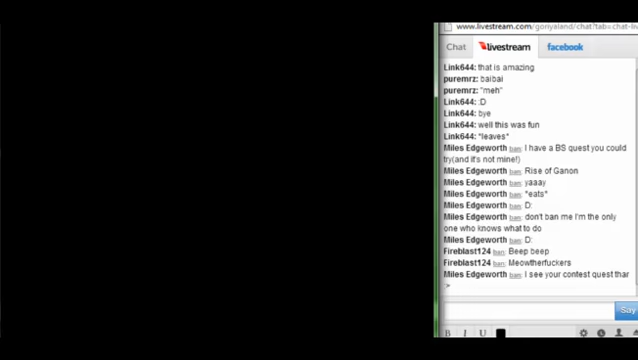 www.livestream.com/goriyaland/chat?tab=chat-li
Chat livestream facebook
Link644: that is amazing
puremrz: baibai
puremrz: "meh"
Link644: :D
Link644: bye
Link644: well this was fun
Link644: *leaves*
Miles Edgeworth ban: I have a BS quest you could
try(and it's not mine!)
Miles Edgeworth ban: Rise of Ganon
Miles Edgeworth ban: yaaay
Miles Edgeworth ban: *eats*
Miles Edgeworth ban: D:
Miles Edgeworth ban: don't ban me I'm the only
one who knows what to do
Miles Edgeworth ban: D:
Fireblast124 ban: Beep beep
Fireblast124 ban: Meowtherfuckers
Miles Edgeworth ban: I see your contest quest thar
:>
Say
B I U